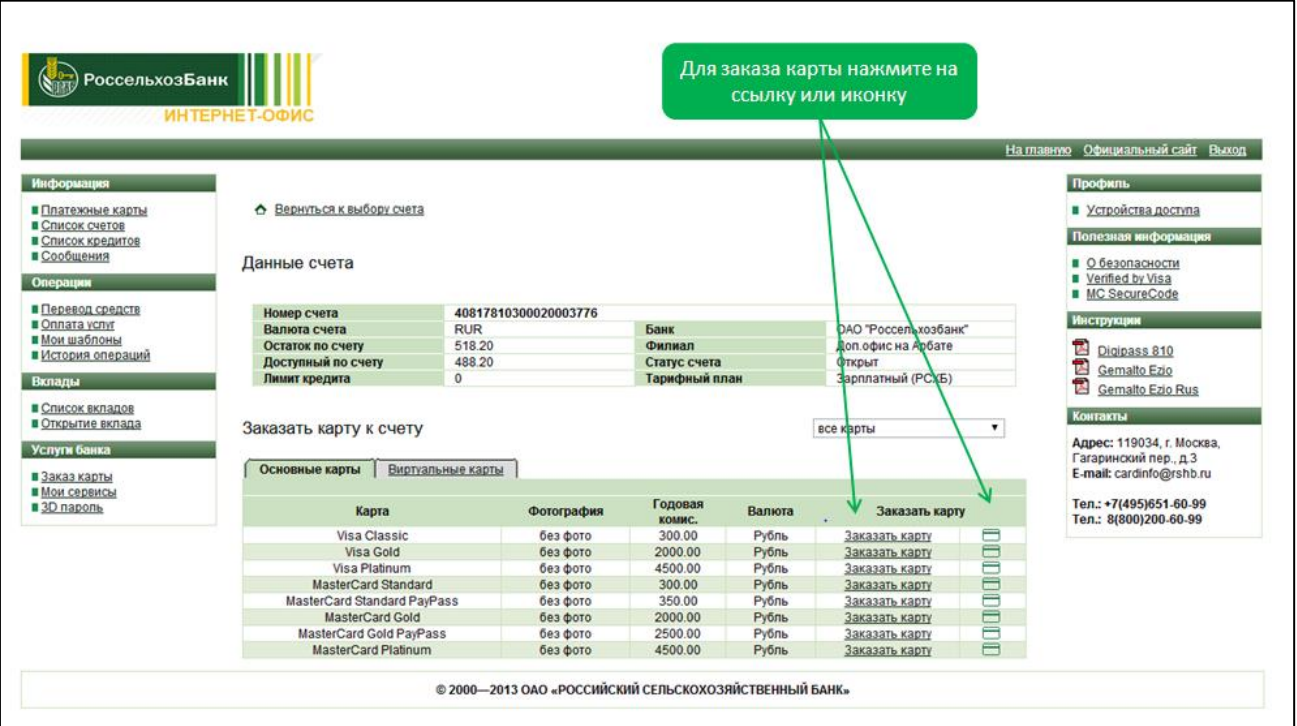 РоссельхозБанк
ИНТЕРНЕТ-ОФИС
Для заказа карты нажмите на
ссылку или иконку
На главную Официальный сайт Выход
Информация
Платежные карты
Список счетов
Список кредитов
Сообщения
Операции
Перевод средств
Оплата услуг
Мои шаблоны
История операций
Вклады
Список вкладов
Открытие вклада
Услуги банка
Заказ карты
Мои сервисы
3D пароль
Вернуться к выбору счета
Данные счета
Номер счета 40817810300020003776
Валюта счета RUR Банк ОАО "Россельхозбанк"
Остаток по счету 518.20 Филиал Доп.офис на Арбате
Доступный по счету 488.20 Статус счета Открыт
Лимит кредита 0 Тарифный план Зарплатный (РСХБ)
Заказать карту к счету все карты
Основные карты Виртуальные карты
Карта Фотография Годовая комис. Валюта Заказать карту
Visa Classic без фото 300.00 Рубль Заказать карту
Visa Gold без фото 2000.00 Рубль Заказать карту
Visa Platinum без фото 4500.00 Рубль Заказать карту
MasterCard Standard без фото 300.00 Рубль Заказать карту
MasterCard Standard PayPass без фото 350.00 Рубль Заказать карту
MasterCard Gold без фото 2000.00 Рубль Заказать карту
MasterCard Gold PayPass без фото 2500.00 Рубль Заказать карту
MasterCard Platinum без фото 4500.00 Рубль Заказать карту
Профиль
Устройства доступа
Полезная информация
О безопасности
Verified by Visa
MC SecureCode
Инструкции
Digipass 810
Gemalto Ezio
Gemalto Ezio Rus
Контакты
Адрес: 119034, г. Москва,
Гагаринский пер., д.3
E-mail: cardinfo@rshb.ru
Тел.: +7(495)651-60-99
Тел.: 8(800)200-60-99
© 2000—2013 ОАО «РОССИЙСКИЙ СЕЛЬСКОХОЗЯЙСТВЕННЫЙ БАНК»